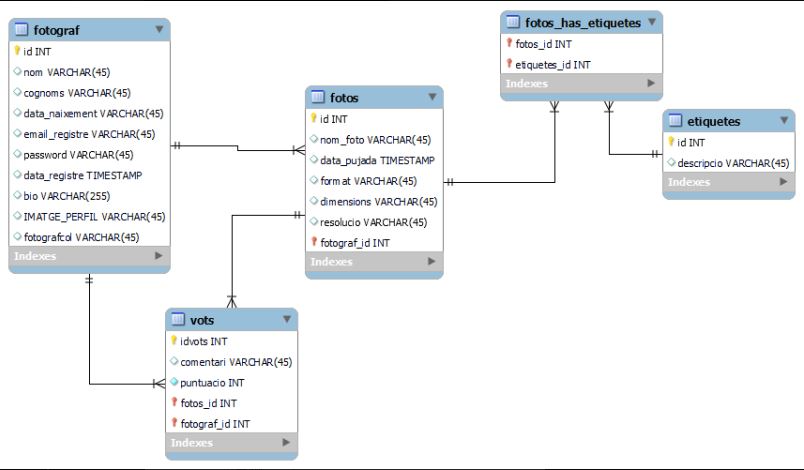 fotograf
id INT
nom VARCHAR(45)
cognoms VARCHAR(45)
data_naixement VARCHAR(45)
email_registre VARCHAR(45)
password VARCHAR(45)
data_registre TIMESTAMP
bio VARCHAR(255)
IMATGE_PERFIL VARCHAR(45)
fotografcol VARCHAR(45)
Indexes
fotos
id INT
nom_foto VARCHAR(45)
data_pujada TIMESTAMP
format VARCHAR(45)
dimensions VARCHAR(45)
resolucio VARCHAR(45)
fotograf_id INT
Indexes
fotos_has_etiquetes
fotos_id INT
etiquetes_id INT
Indexes
etiquetes
id INT
descripcio VARCHAR(45)
Indexes
vots
idvots INT
comentari VARCHAR(45)
puntuacio INT
fotos_id INT
fotograf_id INT
Indexes